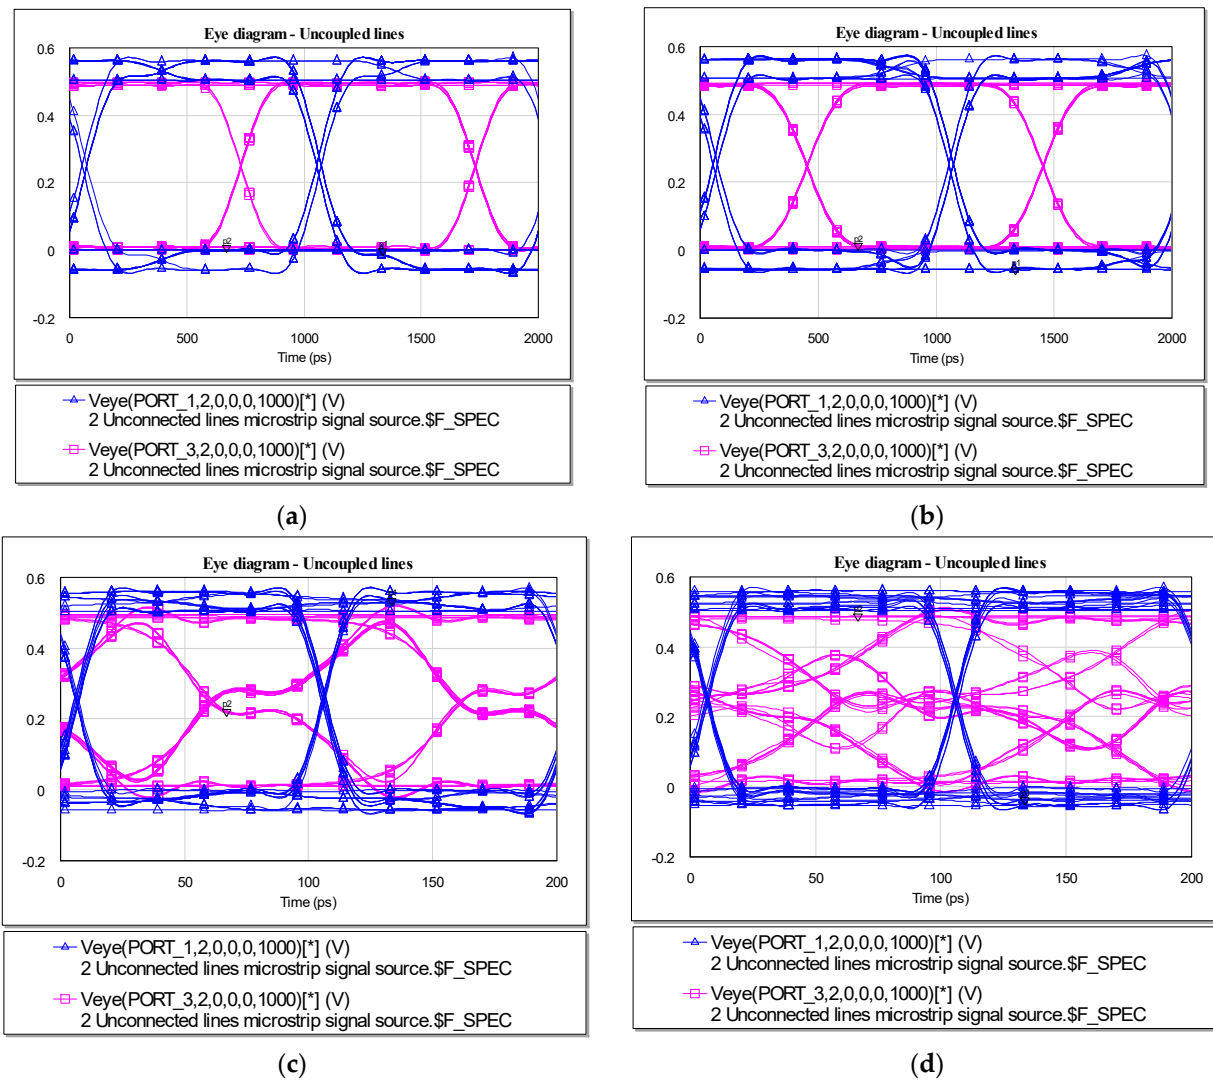 Eye diagram - Uncoupled lines
0.6
0.4
0.2
0
-0.2
0 500 1000 1500 2000
Time (ps)
Veye(PORT_1,2,0,0,0,1000)[*] (V)
2 Unconnected lines microstrip signal source.$F_SPEC
Veye(PORT_3,2,0,0,0,1000)[*] (V)
2 Unconnected lines microstrip signal source.$F_SPEC
(a)
Eye diagram - Uncoupled lines
0.6
0.4
0.2
0
-0.2
0 500 1000 1500 2000
Time (ps)
Veye(PORT_1,2,0,0,0,1000)[*] (V)
2 Unconnected lines microstrip signal source.$F_SPEC
Veye(PORT_3,2,0,0,0,1000)[*] (V)
2 Unconnected lines microstrip signal source.$F_SPEC
(b)
Eye diagram - Uncoupled lines
0.6
0.4
0.2
0
-0.2
0 50 100 150 200
Time (ps)
Veye(PORT_1,2,0,0,0,1000)[*] (V)
2 Unconnected lines microstrip signal source.$F_SPEC
Veye(PORT_3,2,0,0,0,1000)[*] (V)
2 Unconnected lines microstrip signal source.$F_SPEC
(c)
Eye diagram - Uncoupled lines
0.6
0.4
0.2
0
-0.2
0 50 100 150 200
Time (ps)
Veye(PORT_1,2,0,0,0,1000)[*] (V)
2 Unconnected lines microstrip signal source.$F_SPEC
Veye(PORT_3,2,0,0,0,1000)[*] (V)
2 Unconnected lines microstrip signal source.$F_SPEC
(d)